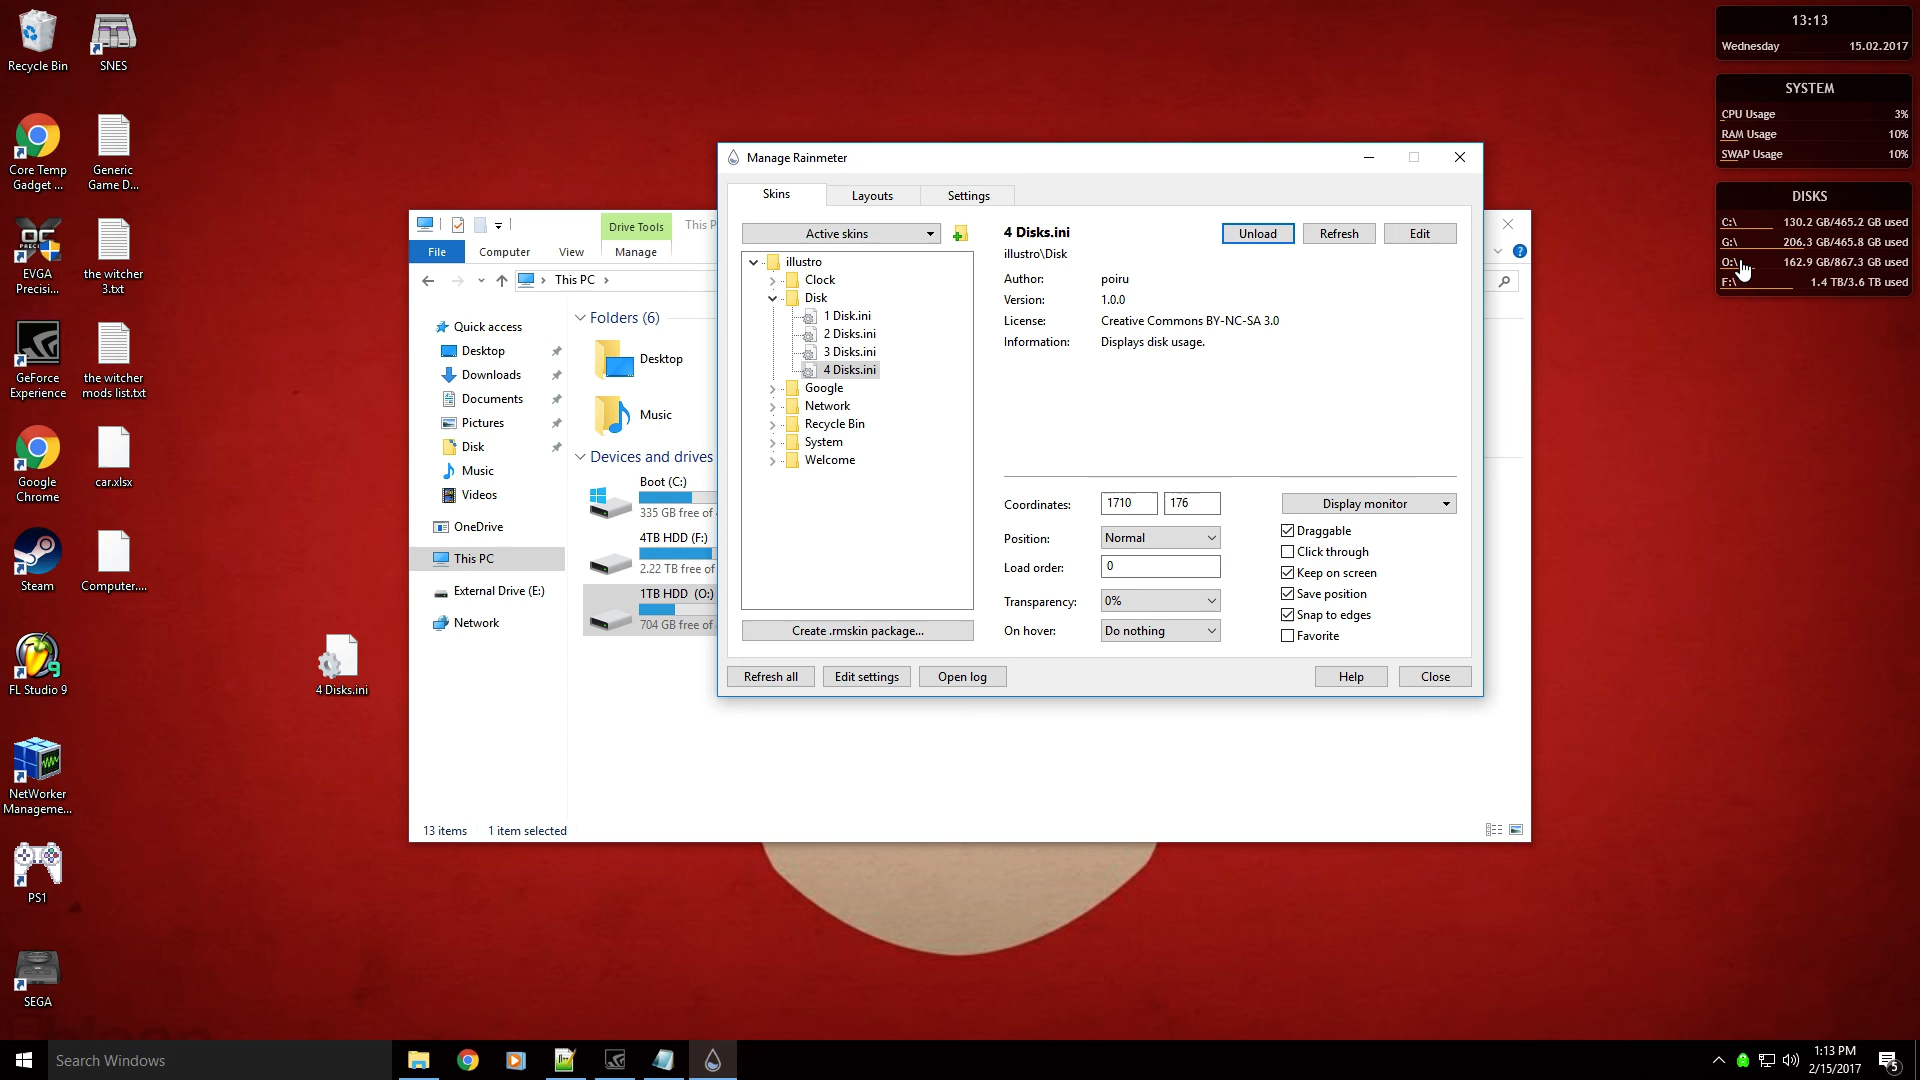 Recycle Bin
SNES
Core Temp
Gadget ...
Generic
Game D...
EVGA
Precisi...
the witcher
3.txt
GeForce
Experience
the witcher
mods list.txt
Google
Chrome
car.xlsx
Steam
Computer....
FL Studio 9
4 Disks.ini
NetWorker
Manageme...
PS1
SEGA
Drive Tools
This P
File
Computer
View
Manage
This PC
Quick access
Desktop
Downloads
Documents
Pictures
Disk
Music
Videos
OneDrive
This PC
External Drive (E:)
Network
Folders (6)
Desktop
Music
Devices and drives
Boot (C:)
335 GB free of
4TB HDD (F:)
2.22 TB free of
1TB HDD (O:)
704 GB free of
13 items
1 item selected
Manage Rainmeter
Skins
Layouts
Settings
Active skins
illustro
Clock
Disk
1 Disk.ini
2 Disks.ini
3 Disks.ini
4 Disks.ini
Google
Network
Recycle Bin
System
Welcome
Create .rmskin package...
4 Disks.ini
Unload
Refresh
Edit
illustro\Disk
Author: poiru
Version: 1.0.0
License: Creative Commons BY-NC-SA 3.0
Information: Displays disk usage.
Coordinates: 1710 176
Display monitor
Position: Normal
Load order: 0
Transparency: 0%
On hover: Do nothing
Draggable
Click through
Keep on screen
Save position
Snap to edges
Favorite
Refresh all
Edit settings
Open log
Help
Close
13:13
Wednesday 15.02.2017
SYSTEM
CPU Usage 3%
RAM Usage 10%
SWAP Usage 10%
DISKS
C:\ 130.2 GB/465.2 GB used
G:\ 206.3 GB/465.8 GB used
O:\ 162.9 GB/867.3 GB used
F:\ 1.4 TB/3.6 TB used
Search Windows
1:13 PM
2/15/2017
5